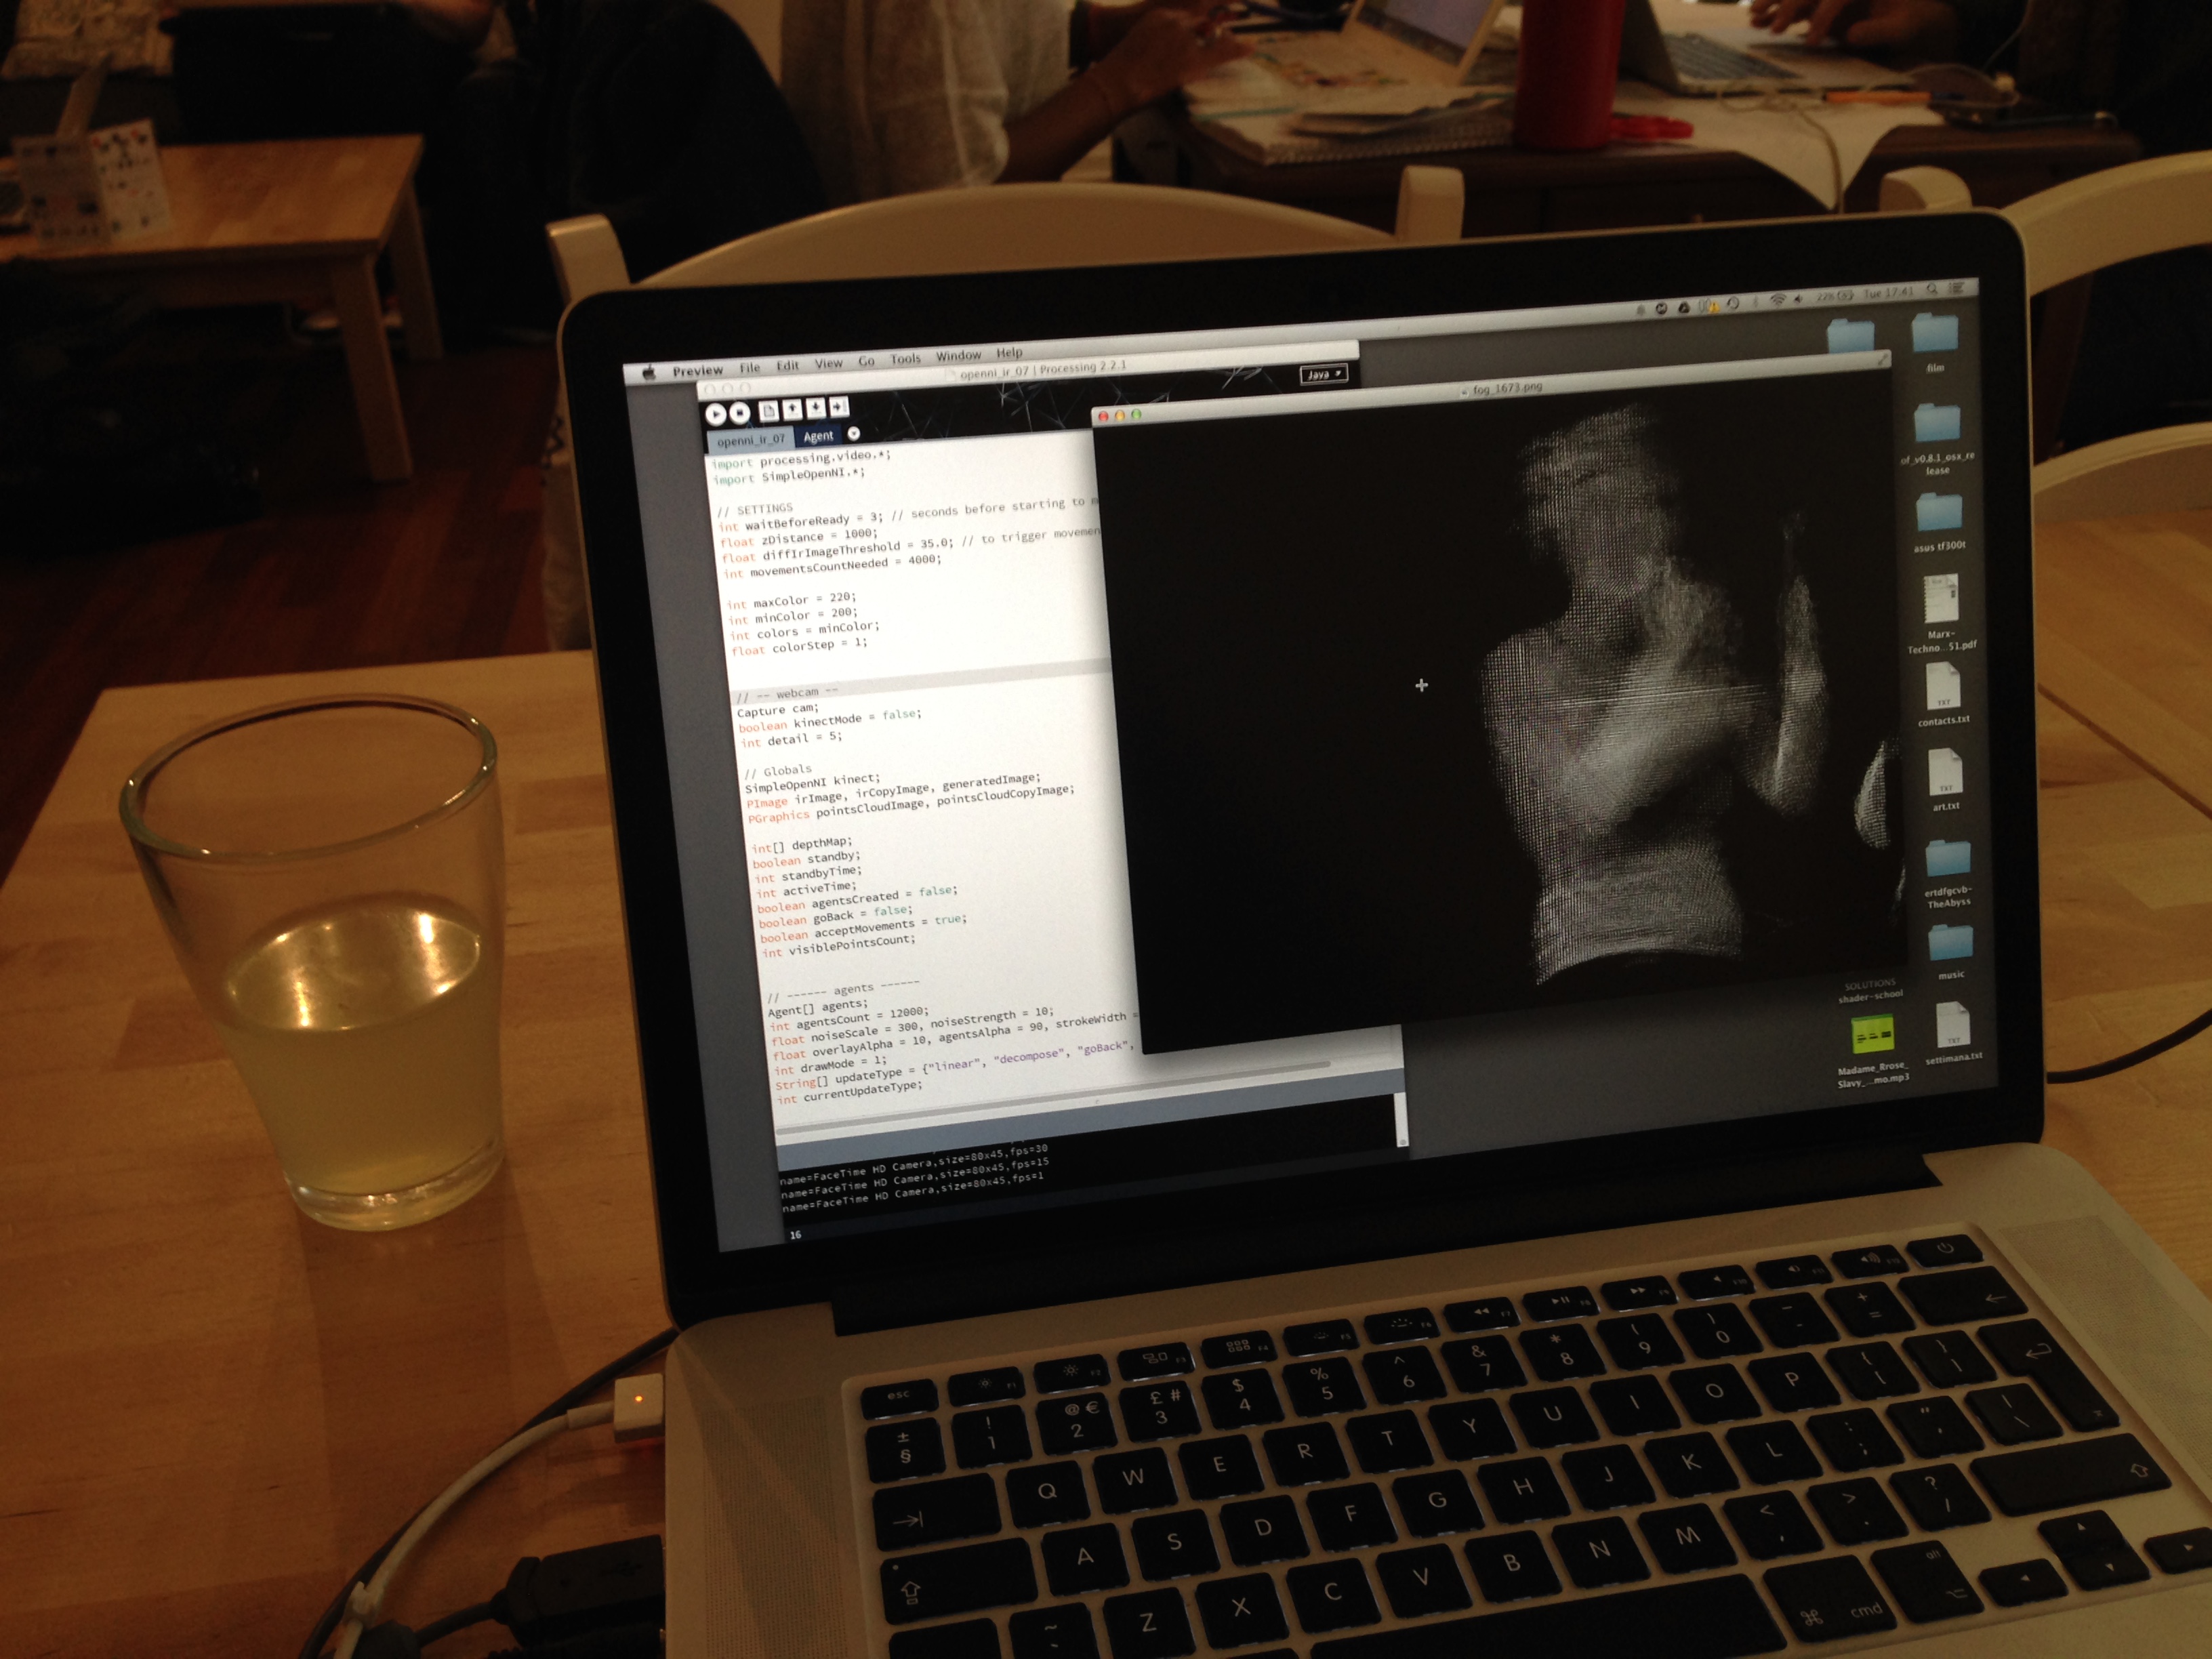 Preview File Edit View Go Tools Window Help
22% Tue 17:41
openni_ir_07 | Processing 2.2.1
Java
openni_ir_07 Agent
import processing.video.*;
import SimpleOpenNI.*;
// SETTINGS
int waitBeforeReady = 3; // seconds before starting to
float zDistance = 1000;
float diffIrImageThreshold = 35.0; // to trigger movemen
int movementsCountNeeded = 4000;
int maxColor = 220;
int minColor = 200;
int colors = minColor;
float colorStep = 1;
// -- webcam --
Capture cam;
boolean kinectMode = false;
int detail = 5;
// Globals
SimpleOpenNI kinect;
PImage irImage, irCopyImage, generatedImage;
PGraphics pointsCloudImage, pointsCloudCopyImage;
int[] depthMap;
boolean standby;
int standbyTime;
int activeTime;
boolean agentsCreated = false;
boolean goBack = false;
boolean acceptMovements = true;
int visiblePointsCount;
// ------ agents ------
Agent[] agents;
int agentsCount = 12000;
float noiseScale = 300, noiseStrength = 10;
float overlayAlpha = 10, agentsAlpha = 90, strokeWidth =
int drawMode = 1;
String[] updateType = {"linear", "decompose", "goBack",
int currentUpdateType;
name=FaceTime HD Camera,size=80x45,fps=30
name=FaceTime HD Camera,size=80x45,fps=15
name=FaceTime HD Camera,size=80x45,fps=1
16
fog_1673.png
film
of_v0.8.1_osx_re
lease
asus tf300t
Marx-
Techno...51.pdf
TXT
contacts.txt
TXT
art.txt
ertdfgcvb-
TheAbyss
music
SOLUTIONS
shader-school
Madame_Rrose_
Slavy_...mo.mp3
TXT
settimana.txt
esc F1 F2 F3 F4 F5 F6 F7 F8 F9 F10 F11 F12
± § ! 1 @ € 2 £ # 3 $ 4 % 5 ^ 6 & 7 * 8 ( 9 ) 0 - + =
Q W E R T Y U I O P { [ } ]
A S D F G H J K L : ; " ' | \
~ ` Z X C V B N M < , > . ? /
⌘ cmd alt ⌥